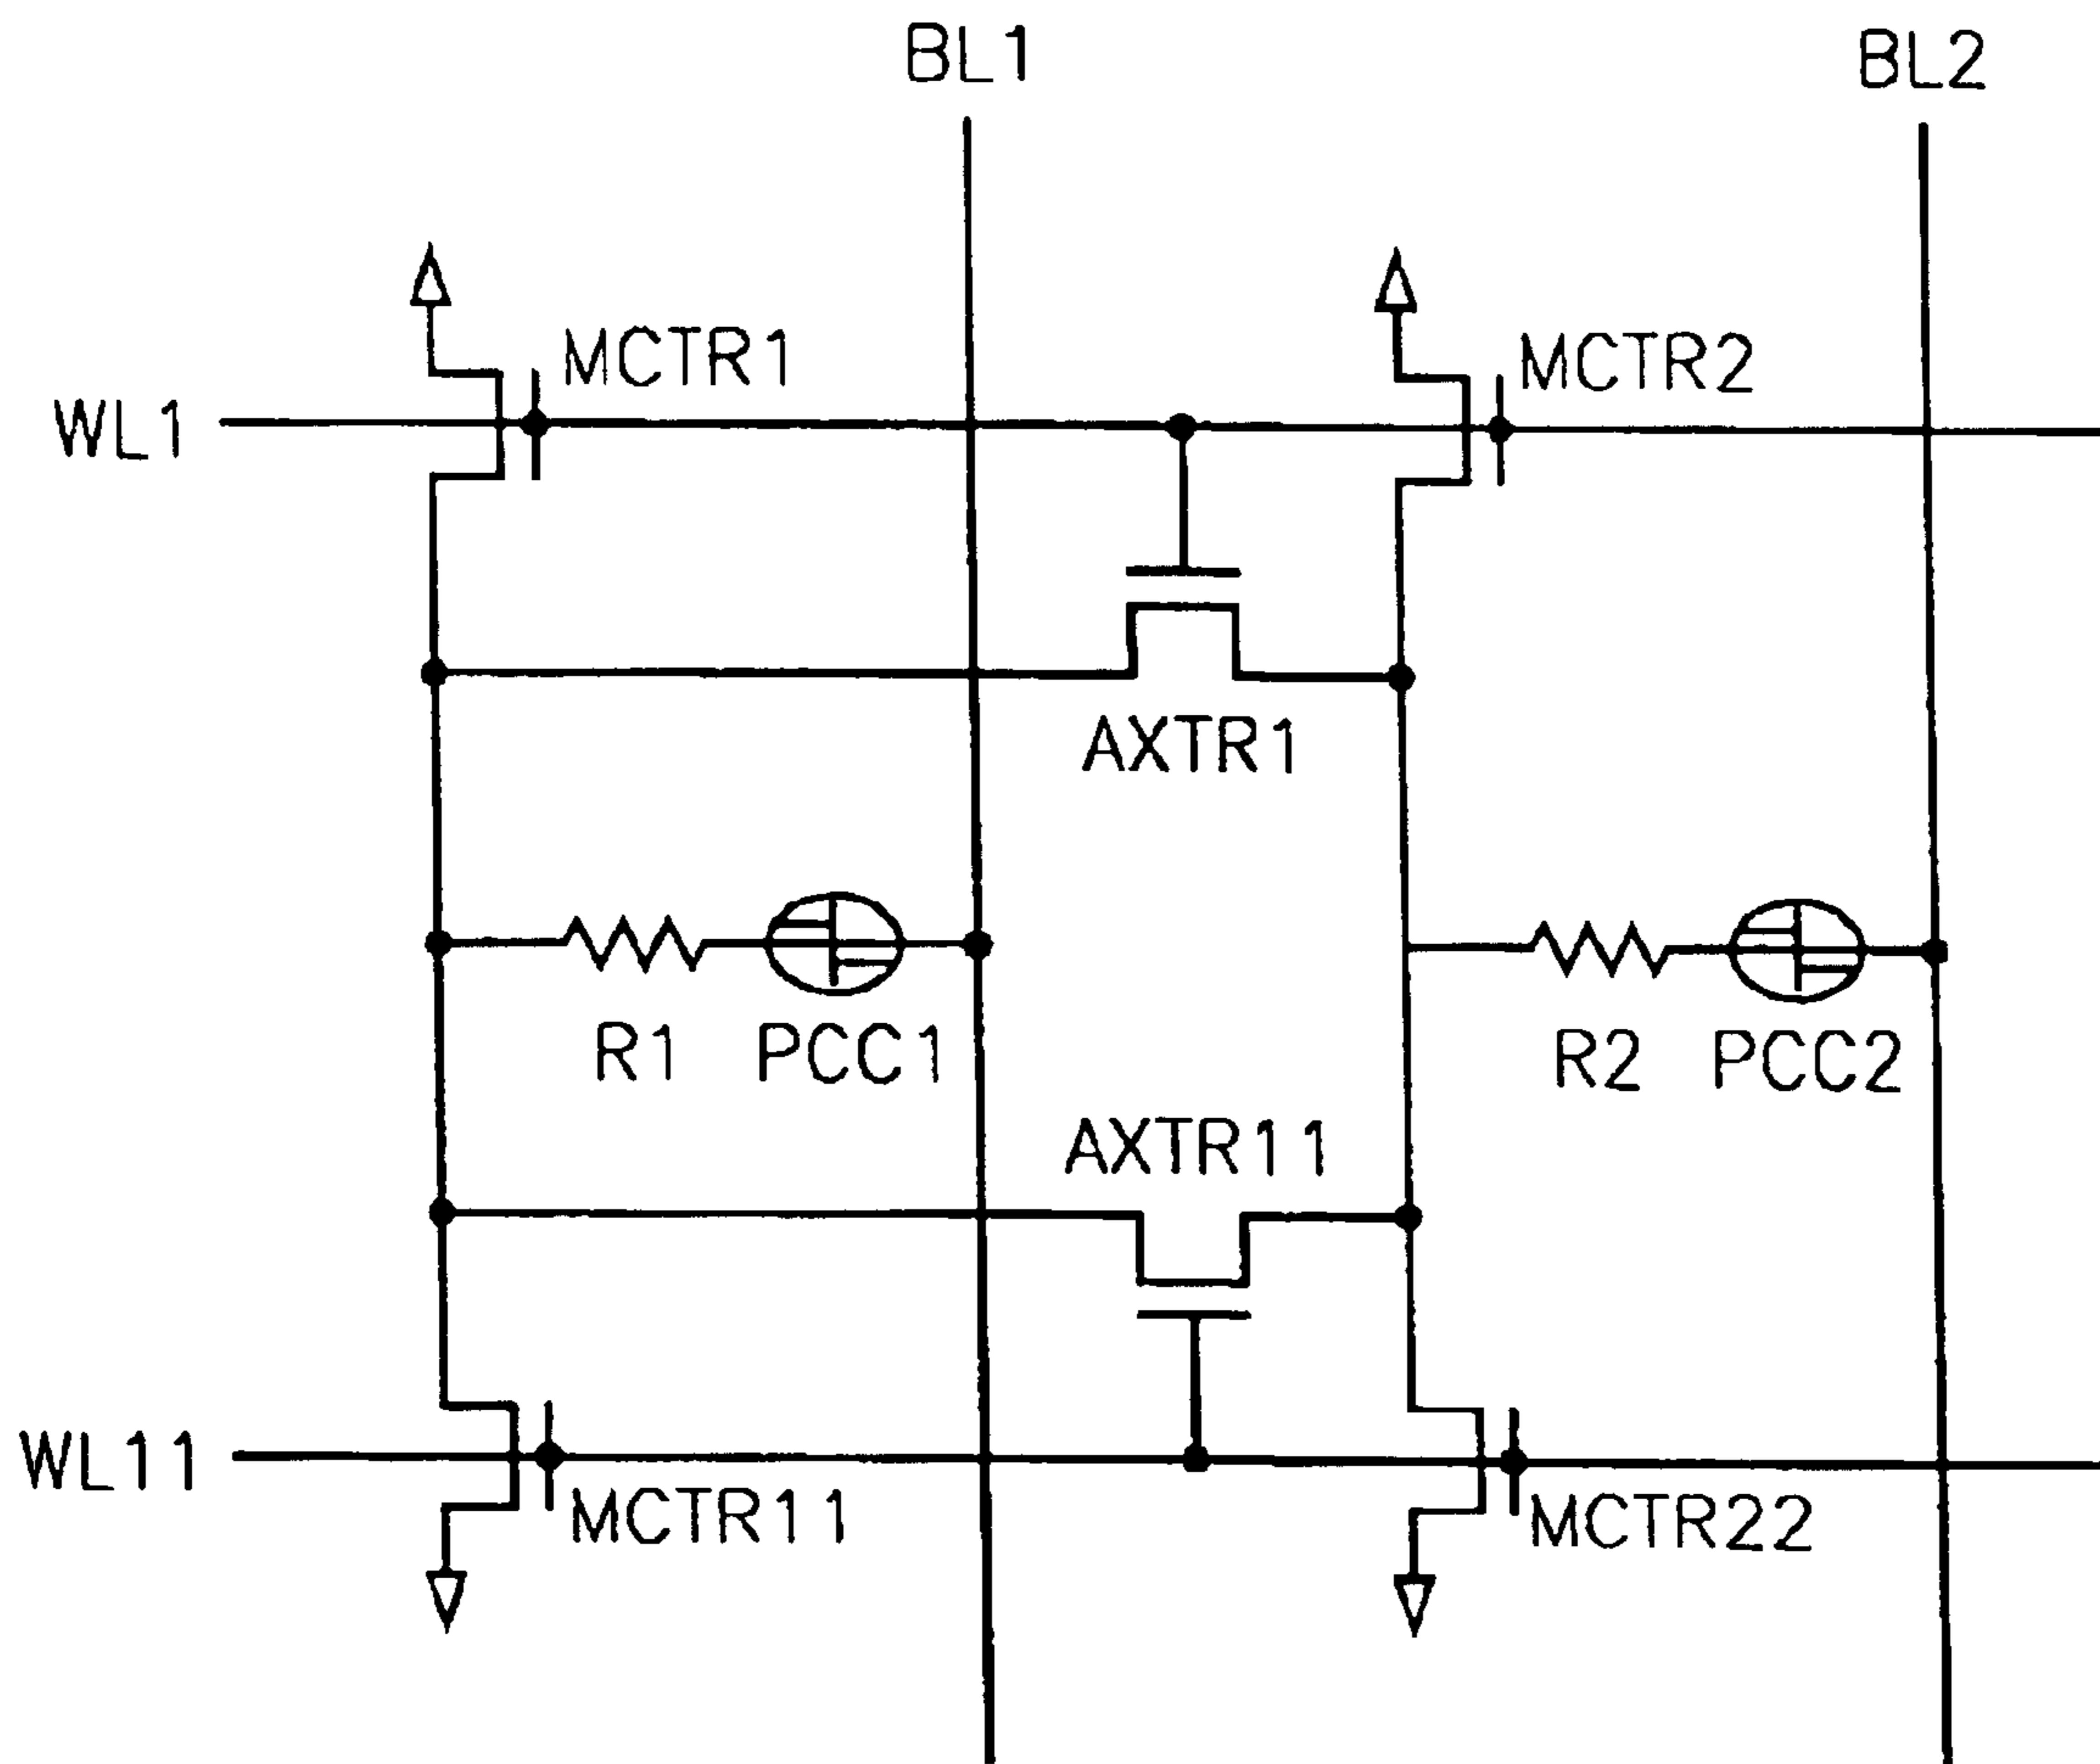 BL1
BL2
MCTR1
MCTR2
WL1
AXTR1
R1
PCC1
R2
PCC2
AXTR11
WL11
MCTR11
MCTR22